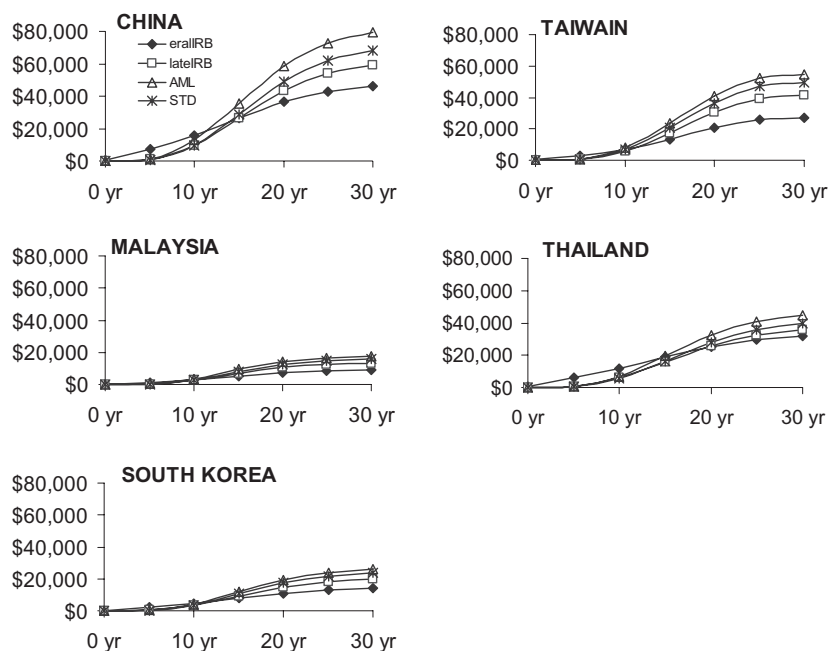 CHINA
$80,000
$60,000
$40,000
$20,000
$0
0 yr 10 yr 20 yr 30 yr
erallRB
lateIRB
AML
STD
TAIWAIN
$80,000
$60,000
$40,000
$20,000
$0
0 yr 10 yr 20 yr 30 yr
MALAYSIA
$80,000
$60,000
$40,000
$20,000
$0
0 yr 10 yr 20 yr 30 yr
THAILAND
$80,000
$60,000
$40,000
$20,000
$0
0 yr 10 yr 20 yr 30 yr
SOUTH KOREA
$80,000
$60,000
$40,000
$20,000
$0
0 yr 10 yr 20 yr 30 yr